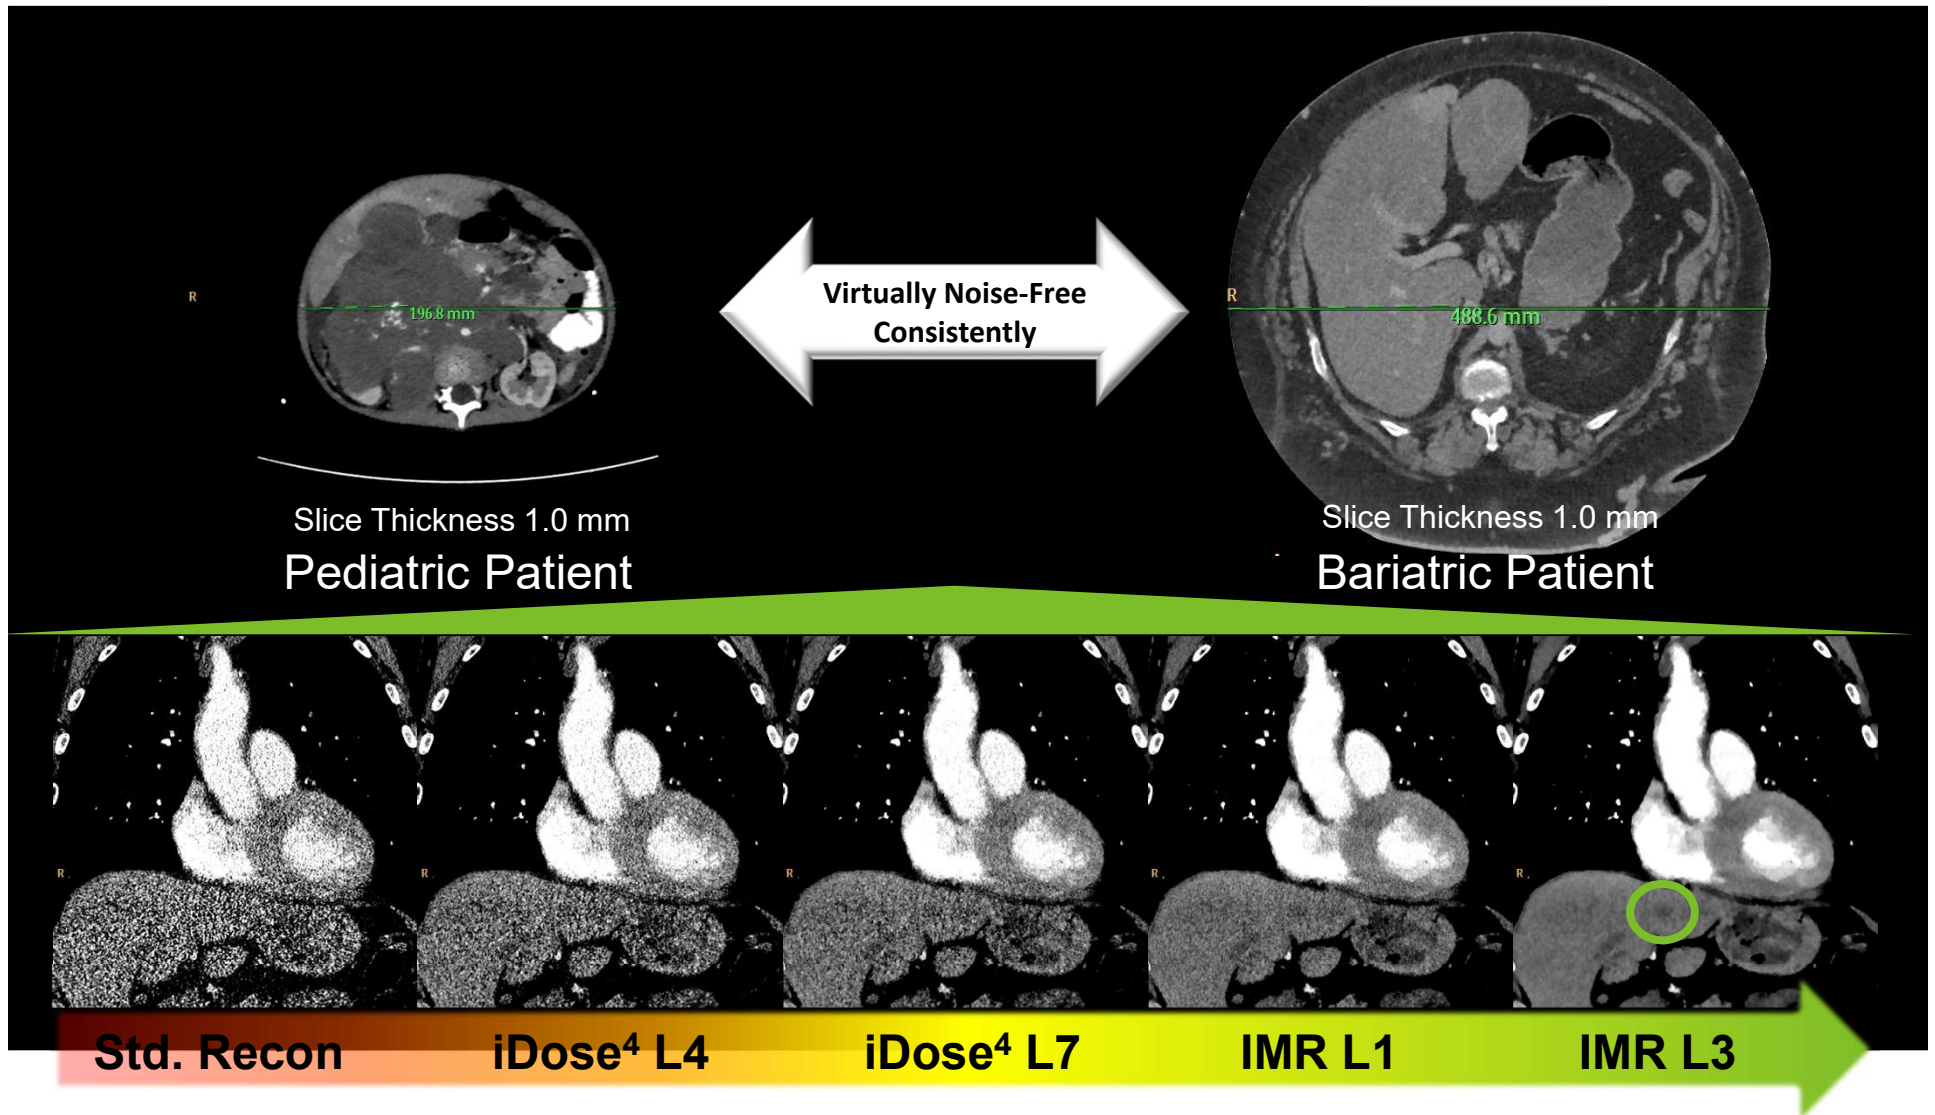 R
196.8 mm
Slice Thickness 1.0 mm
Pediatric Patient
Virtually Noise-Free
Consistently
R
488.6 mm
Slice Thickness 1.0 mm
Bariatric Patient
R
R
R
R
R
Std. Recon
iDose⁴ L4
iDose⁴ L7
IMR L1
IMR L3